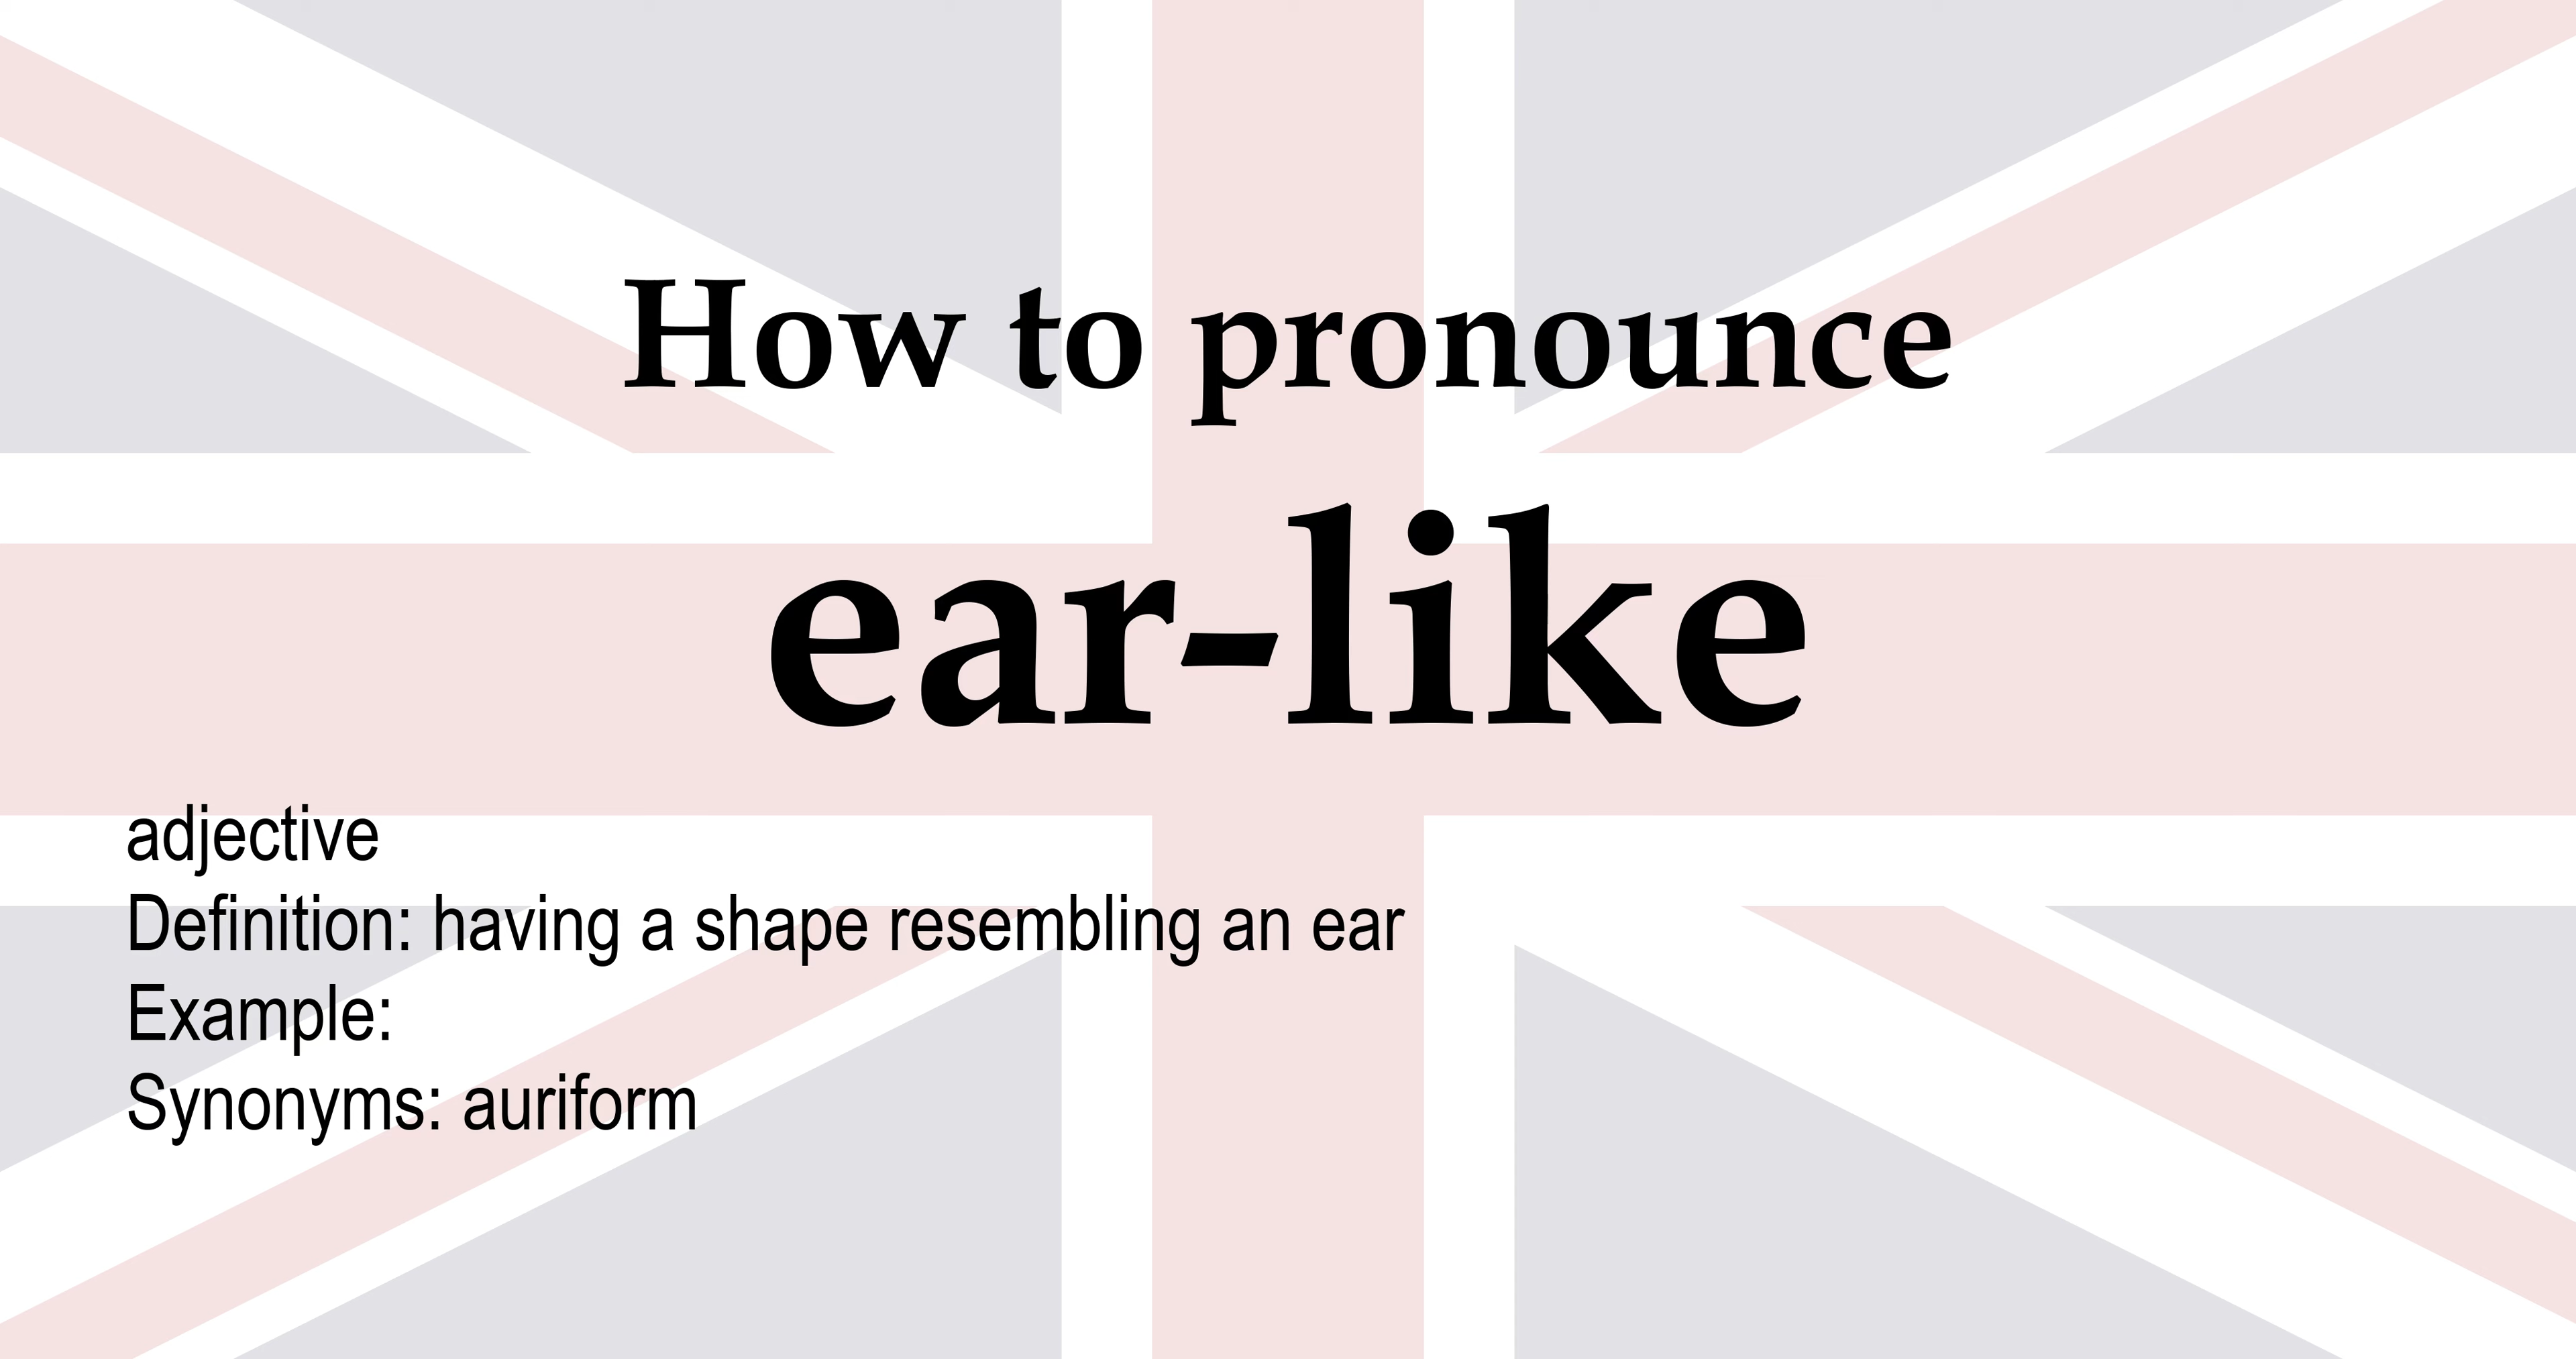 How to pronounce
ear-like
adjective
Definition: having a shape resembling an ear
Example:
Synonyms: auriform